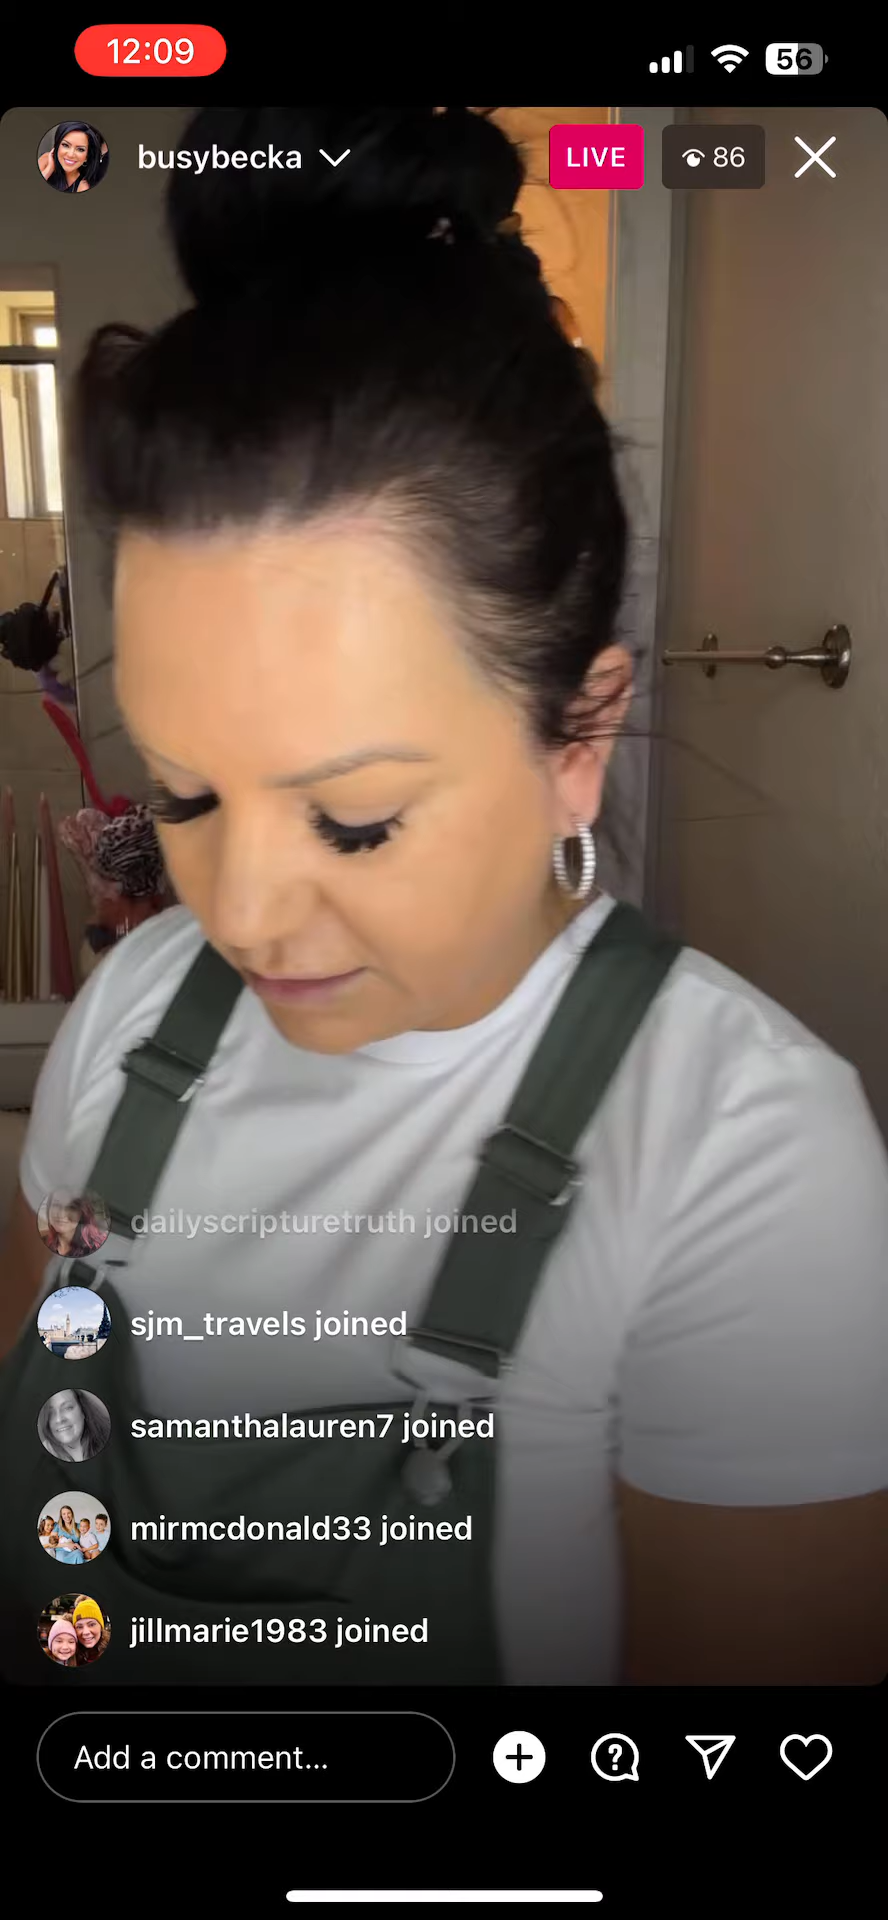 12:09
56
busybecka
LIVE
86
dailyscripturetruth joined
sjm_travels joined
samanthalauren7 joined
mirmcdonald33 joined
jillmarie1983 joined
Add a comment...